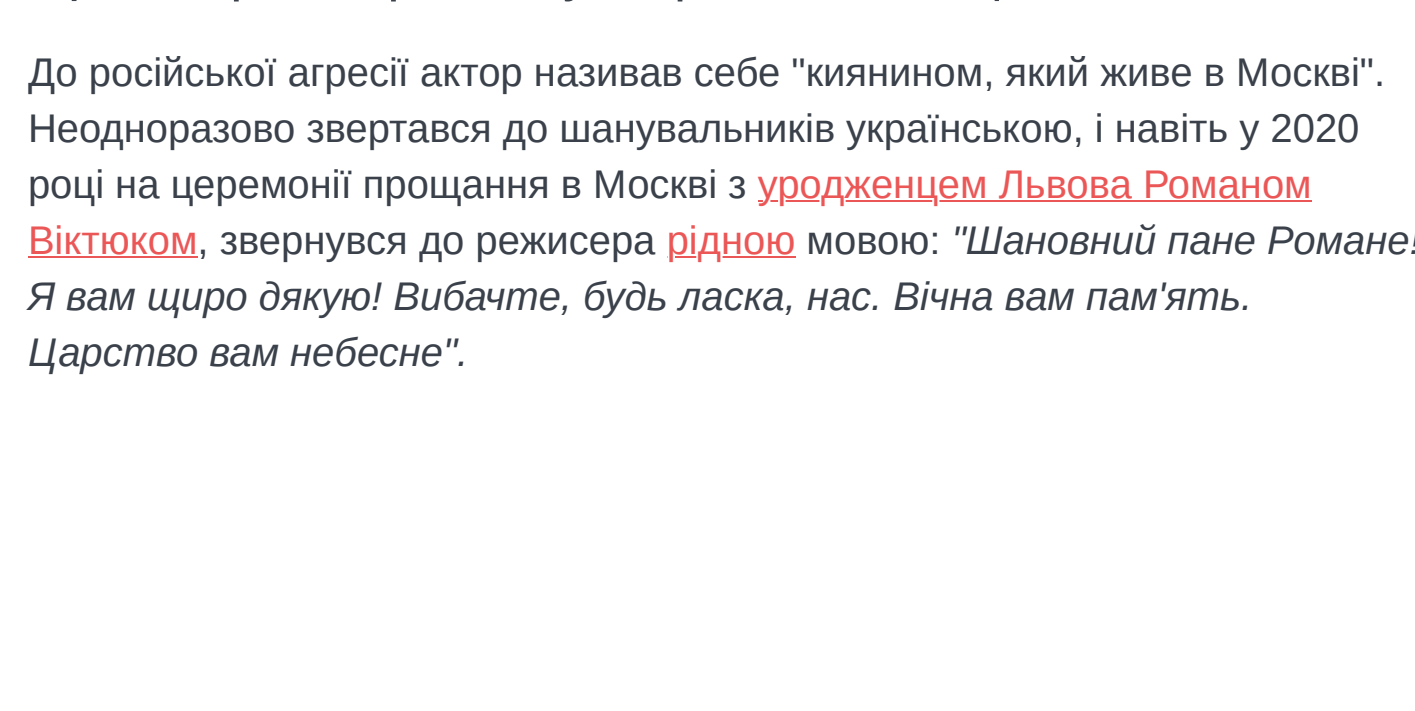 До російської агресії актор називав себе "киянином, який живе в Москві".
Неодноразово звертався до шанувальників українською, і навіть у 2020
році на церемонії прощання в Москві з уродженцем Львова Романом
Віктюком, звернувся до режисера рідною мовою: "Шановний пане Романе!
Я вам щиро дякую! Вибачте, будь ласка, нас. Вічна вам пам'ять.
Царство вам небесне".